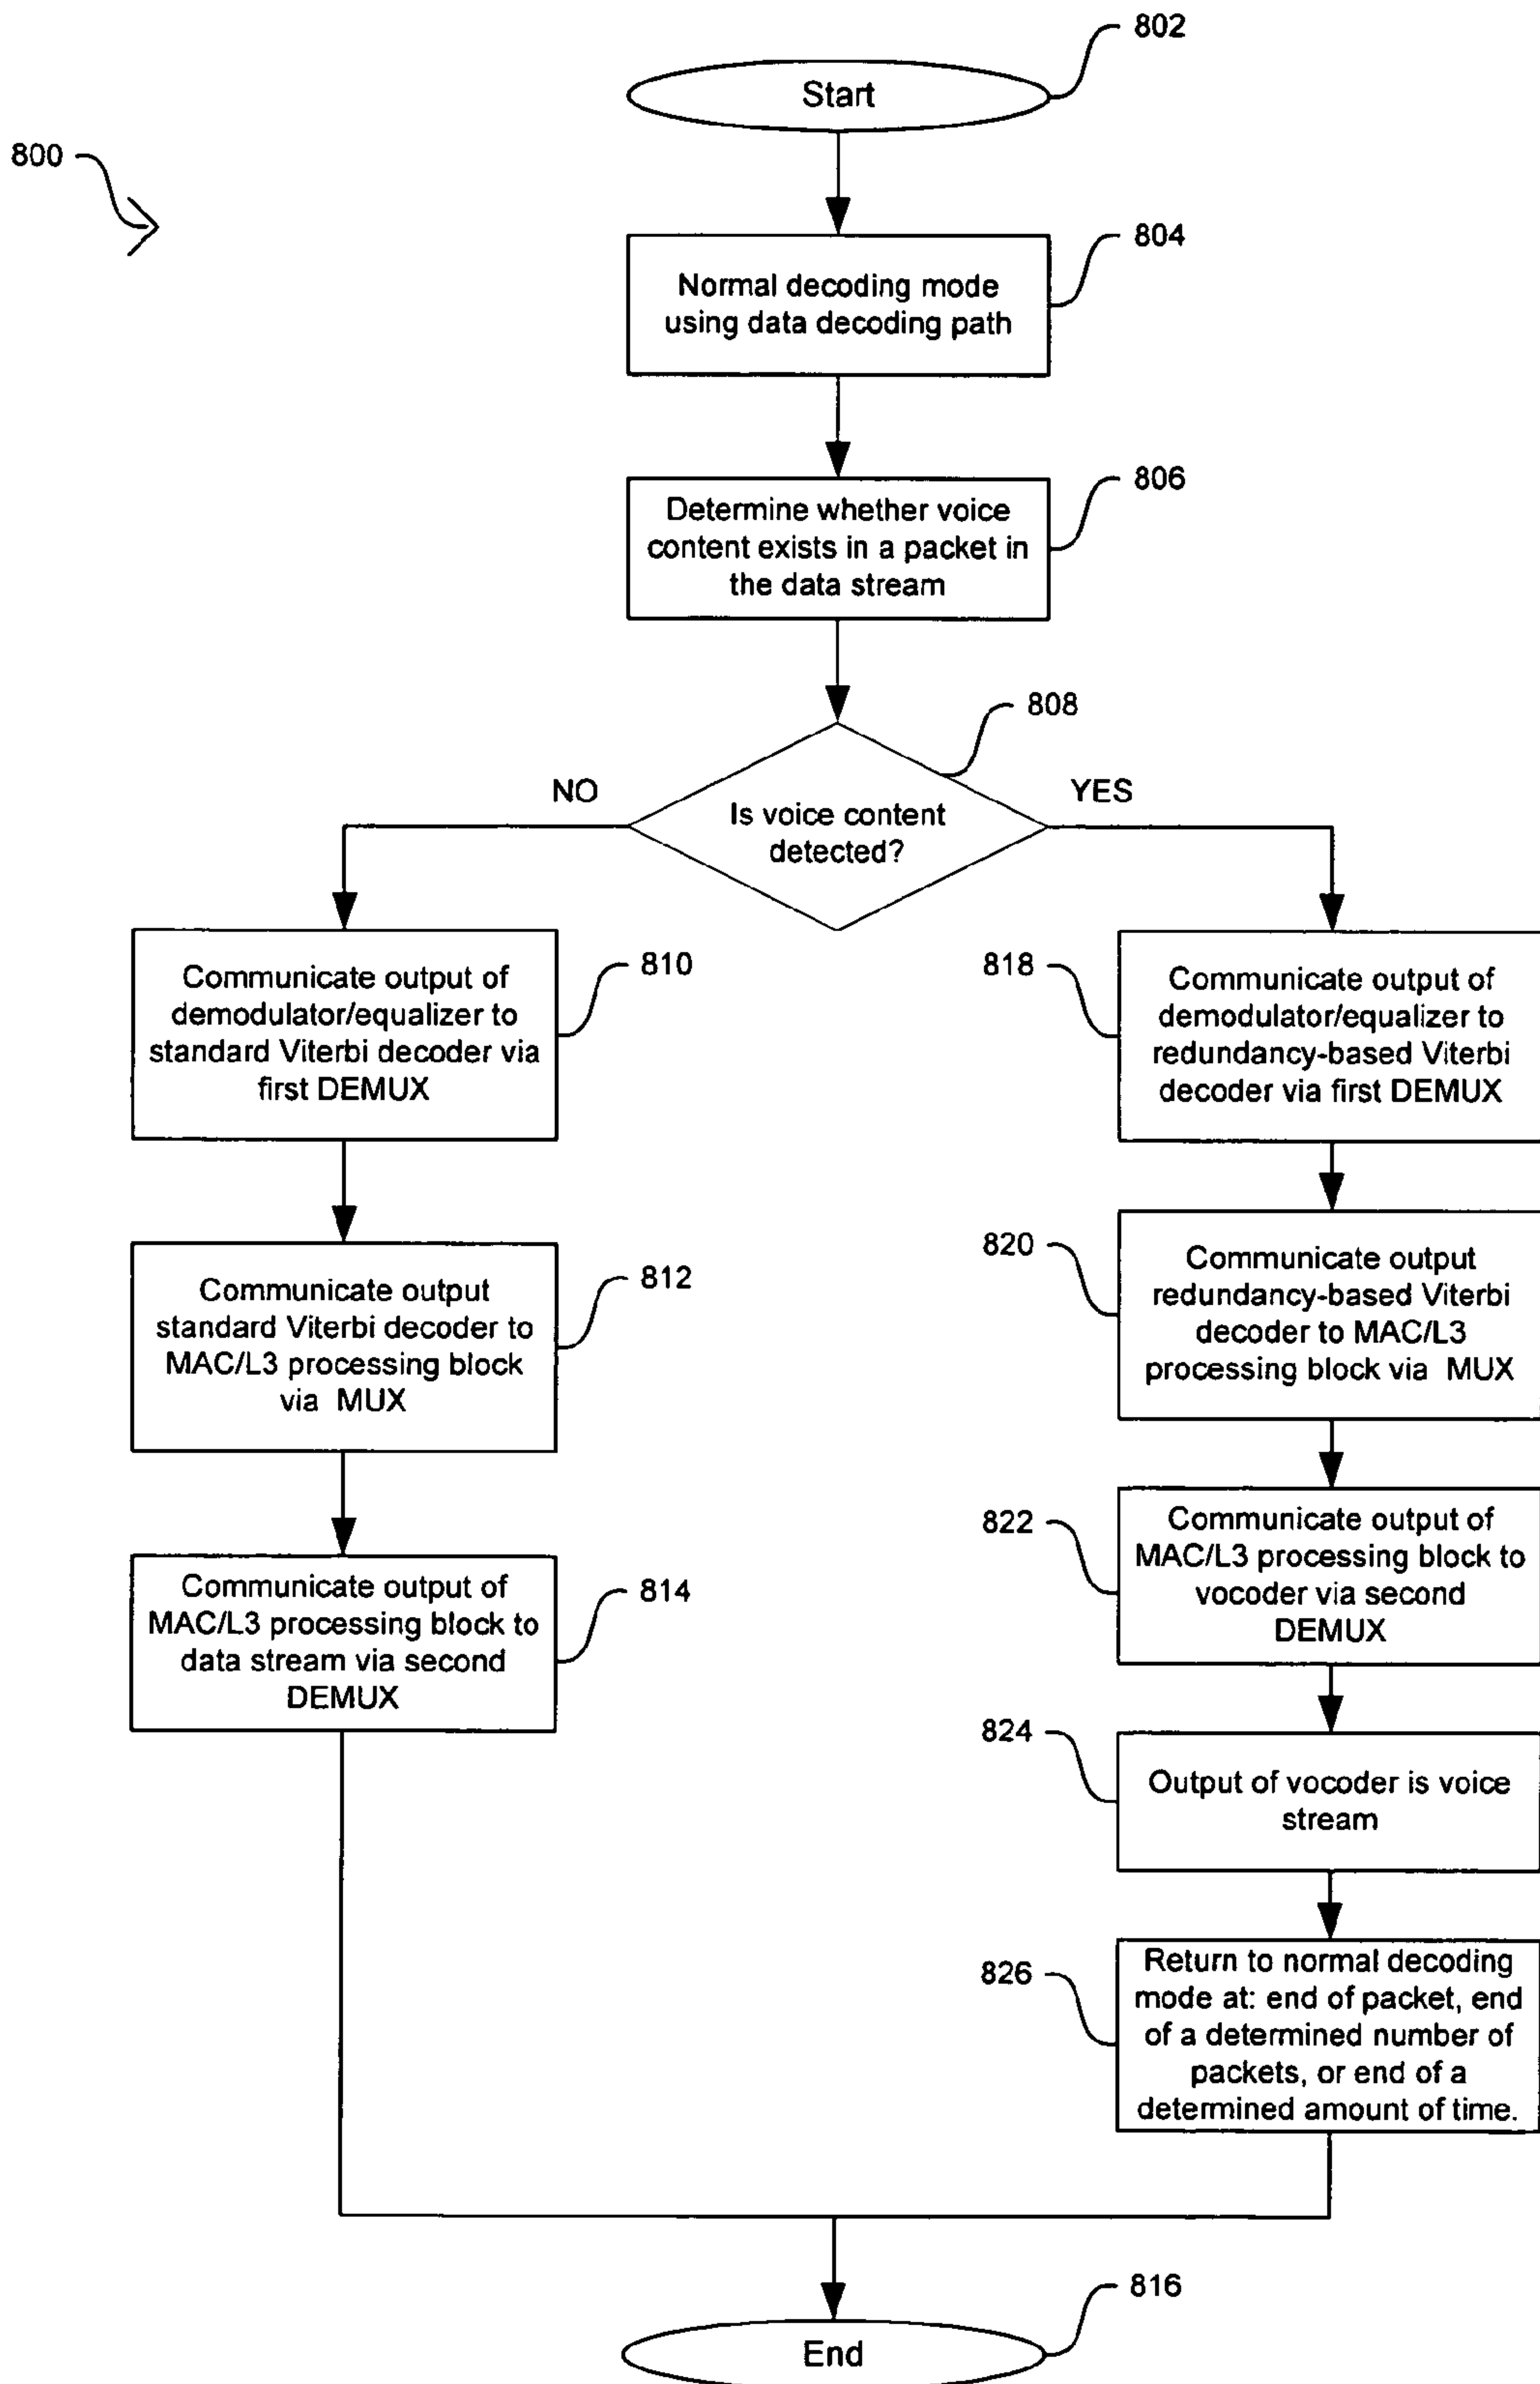 802
Start
800
804
Normal decoding mode
using data decoding path
806
Determine whether voice
content exists in a packet in
the data stream
808
NO
YES
Is voice content
detected?
810
Communicate output of
demodulator/equalizer to
standard Viterbi decoder via
first DEMUX
818
Communicate output of
demodulator/equalizer to
redundancy-based Viterbi
decoder via first DEMUX
812
Communicate output
standard Viterbi decoder to
MAC/L3 processing block
via MUX
820
Communicate output
redundancy-based Viterbi
decoder to MAC/L3
processing block via MUX
814
Communicate output of
MAC/L3 processing block to
data stream via second
DEMUX
822
Communicate output of
MAC/L3 processing block to
vocoder via second
DEMUX
824
Output of vocoder is voice
stream
826
Return to normal decoding
mode at: end of packet, end
of a determined number of
packets, or end of a
determined amount of time.
816
End